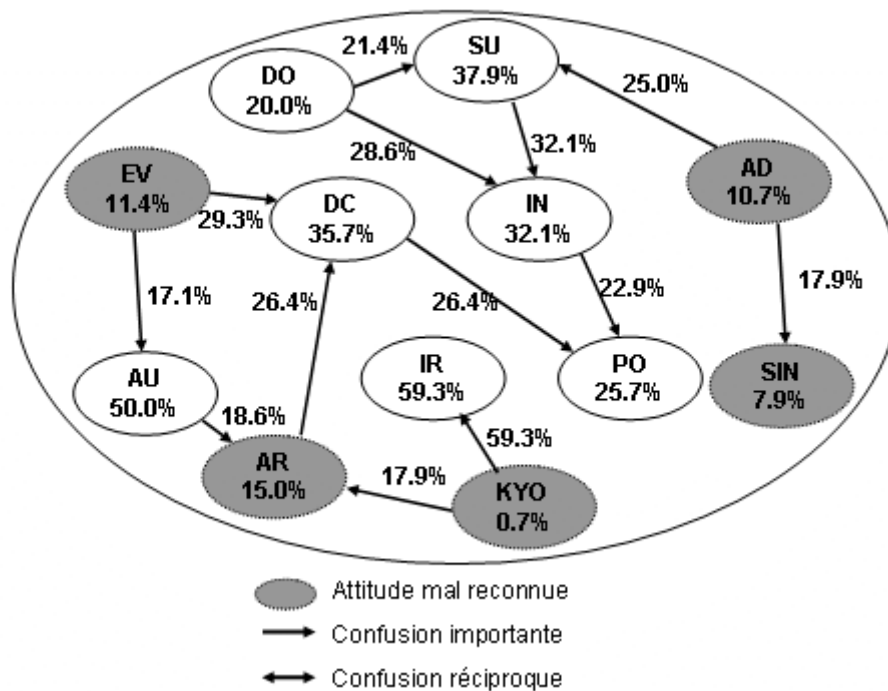 SU
37.9%
21.4%
DO
20.0%
25.0%
28.6%
32.1%
AD
10.7%
EV
11.4%
29.3%
DC
35.7%
IN
32.1%
17.1%
26.4%
26.4%
22.9%
17.9%
AU
50.0%
IR
59.3%
PO
25.7%
SIN
7.9%
18.6%
AR
15.0%
17.9%
59.3%
KYO
0.7%
Attitude mal reconnue
Confusion importante
Confusion réciproque